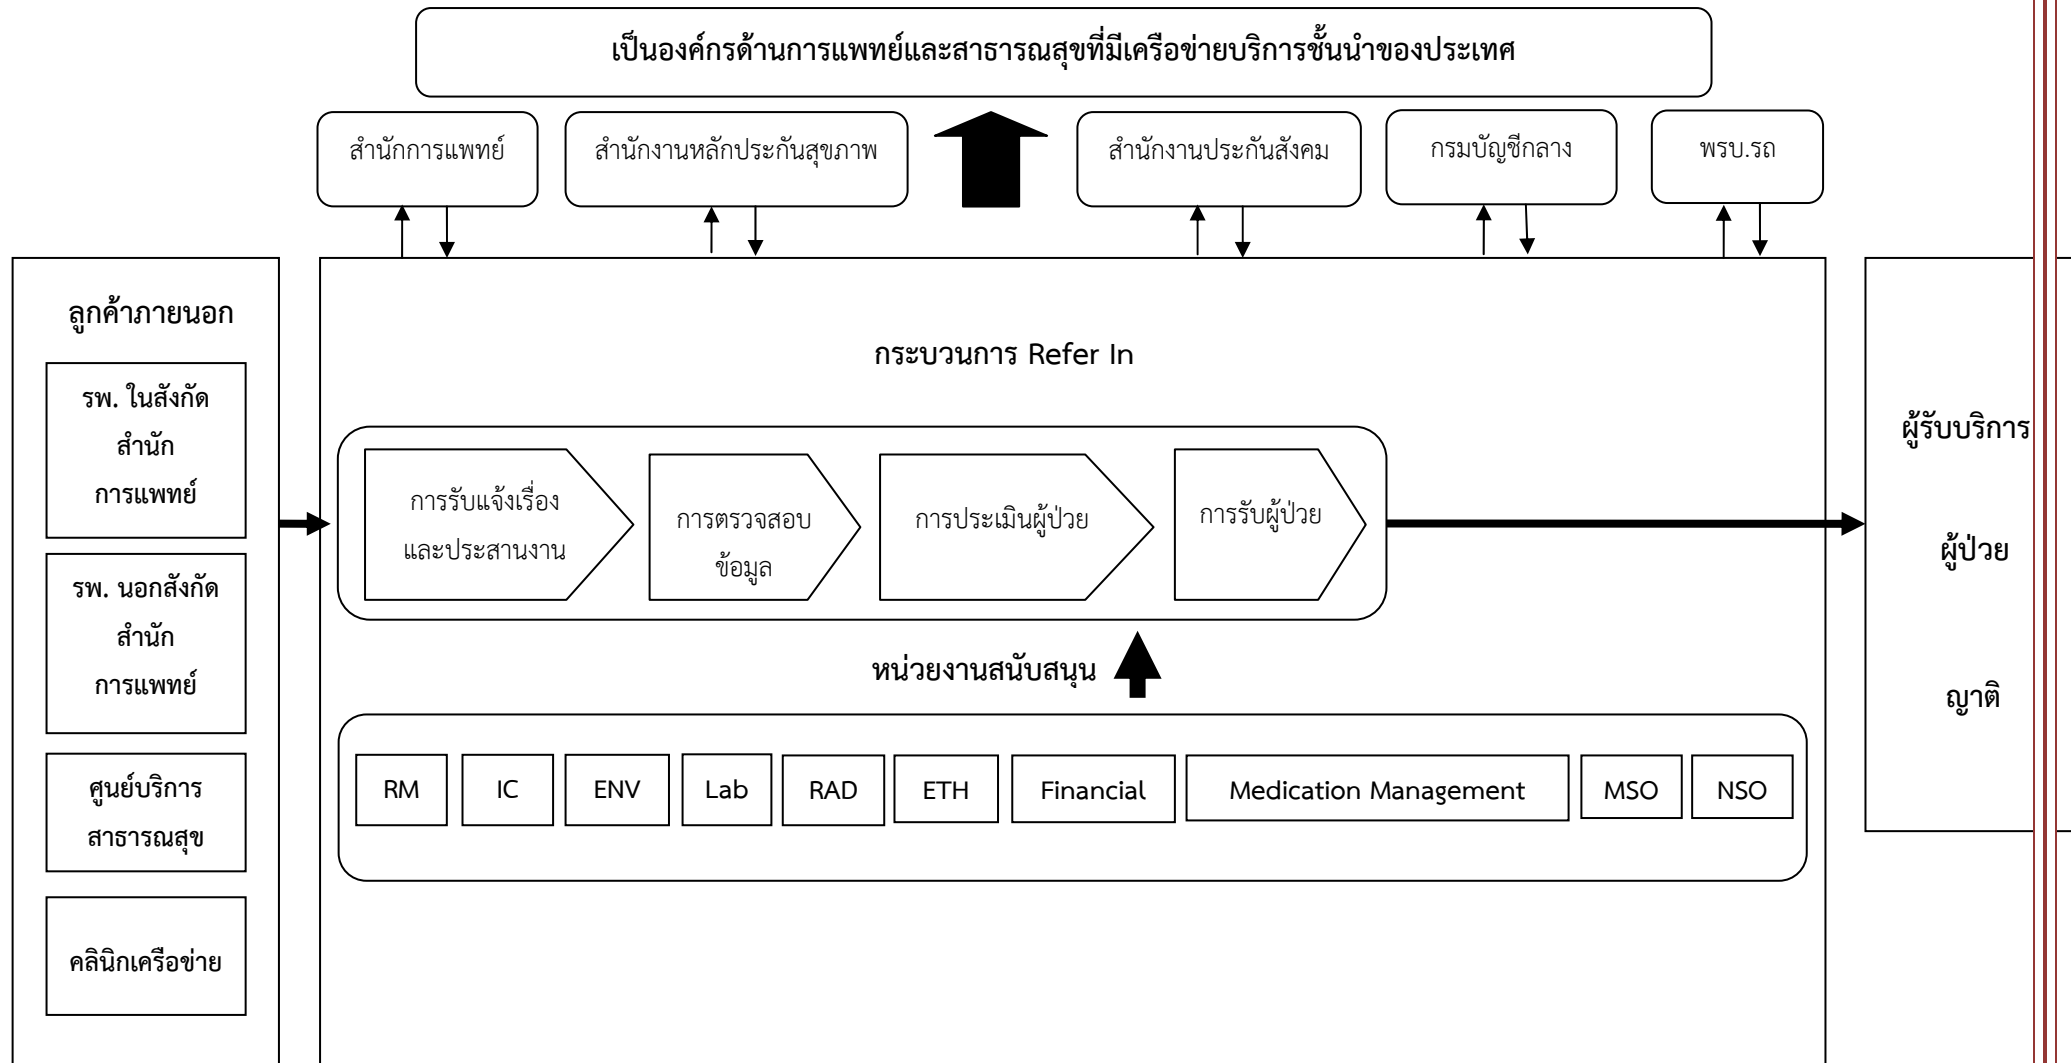 เป็นองค์กรด้านการแพทย์และสาธารณสุขที่มีเครือข่ายบริการชั้นนำของประเทศ
สำนักการแพทย์
สำนักงานหลักประกันสุขภาพ
สำนักงานประกันสังคม
กรมบัญชีกลาง
พรบ.รถ
ลูกค้าภายนอก
รพ. ในสังกัด
สำนัก
การแพทย์
รพ. นอกสังกัด
สำนัก
การแพทย์
ศูนย์บริการ
สาธารณสุข
คลินิกเครือข่าย
กระบวนการ Refer In
การรับแจ้งเรื่อง
และประสานงาน
การตรวจสอบ
ข้อมูล
การประเมินผู้ป่วย
การรับผู้ป่วย
หน่วยงานสนับสนุน
RM
IC
ENV
Lab
RAD
ETH
Financial
Medication Management
MSO
NSO
ผู้รับบริการ
ผู้ป่วย
ญาติ